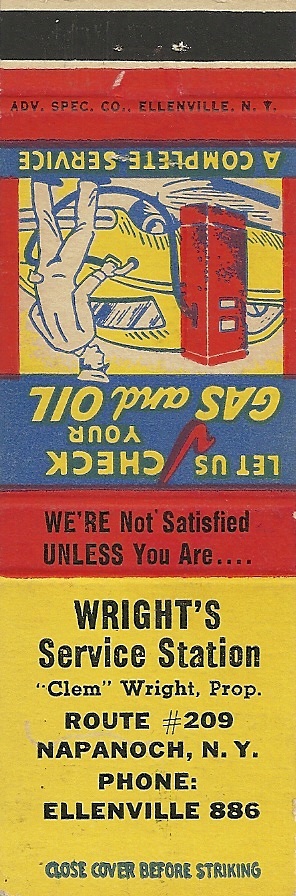 ADV. SPEC. CO., ELLENVILLE, N. Y.
LET US CHECK
YOUR
GAS and OIL
A COMPLETE SERVICE
WE'RE Not Satisfied
UNLESS You Are....
WRIGHT'S
Service Station
"Clem" Wright, Prop.
ROUTE #209
NAPANOCH, N. Y.
PHONE:
ELLENVILLE 886
CLOSE COVER BEFORE STRIKING